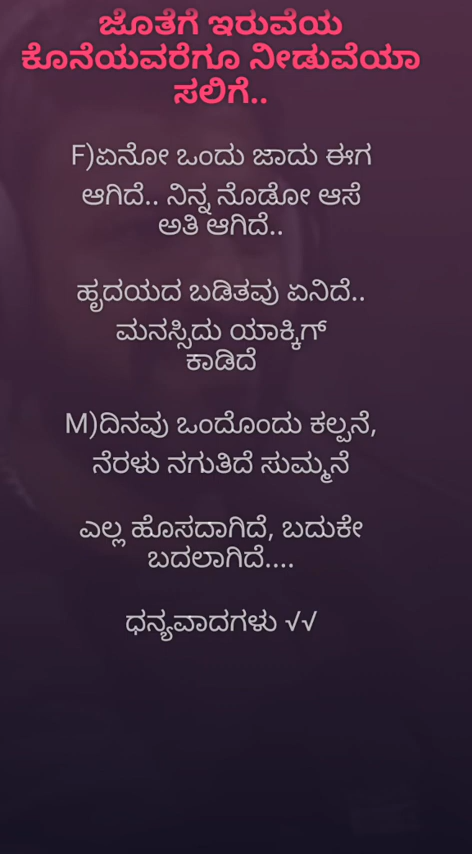 ಜೊತೆಗೆ ಇರುವೆಯ
ಕೊನೆಯವರೆಗೂ ನೀಡುವೆಯಾ
ಸಲಿಗೆ..
F)ಏನೋ ಒಂದು ಜಾದು ಈಗ
ಆಗಿದೆ.. ನಿನ್ನ ನೊಡೋ ಆಸೆ
ಅತಿ ಆಗಿದೆ..
ಹೃದಯದ ಬಡಿತವು ಏನಿದೆ..
ಮನಸ್ಸಿದು ಯಾಕ್ಕಿಗ್
ಕಾಡಿದೆ
M)ದಿನವು ಒಂದೊಂದು ಕಲ್ಪನೆ,
ನೆರಳು ನಗುತಿದೆ ಸುಮ್ಮನೆ
ಎಲ್ಲ ಹೊಸದಾಗಿದೆ, ಬದುಕೇ
ಬದಲಾಗಿದೆ....
ಧನ್ಯವಾದಗಳು √√